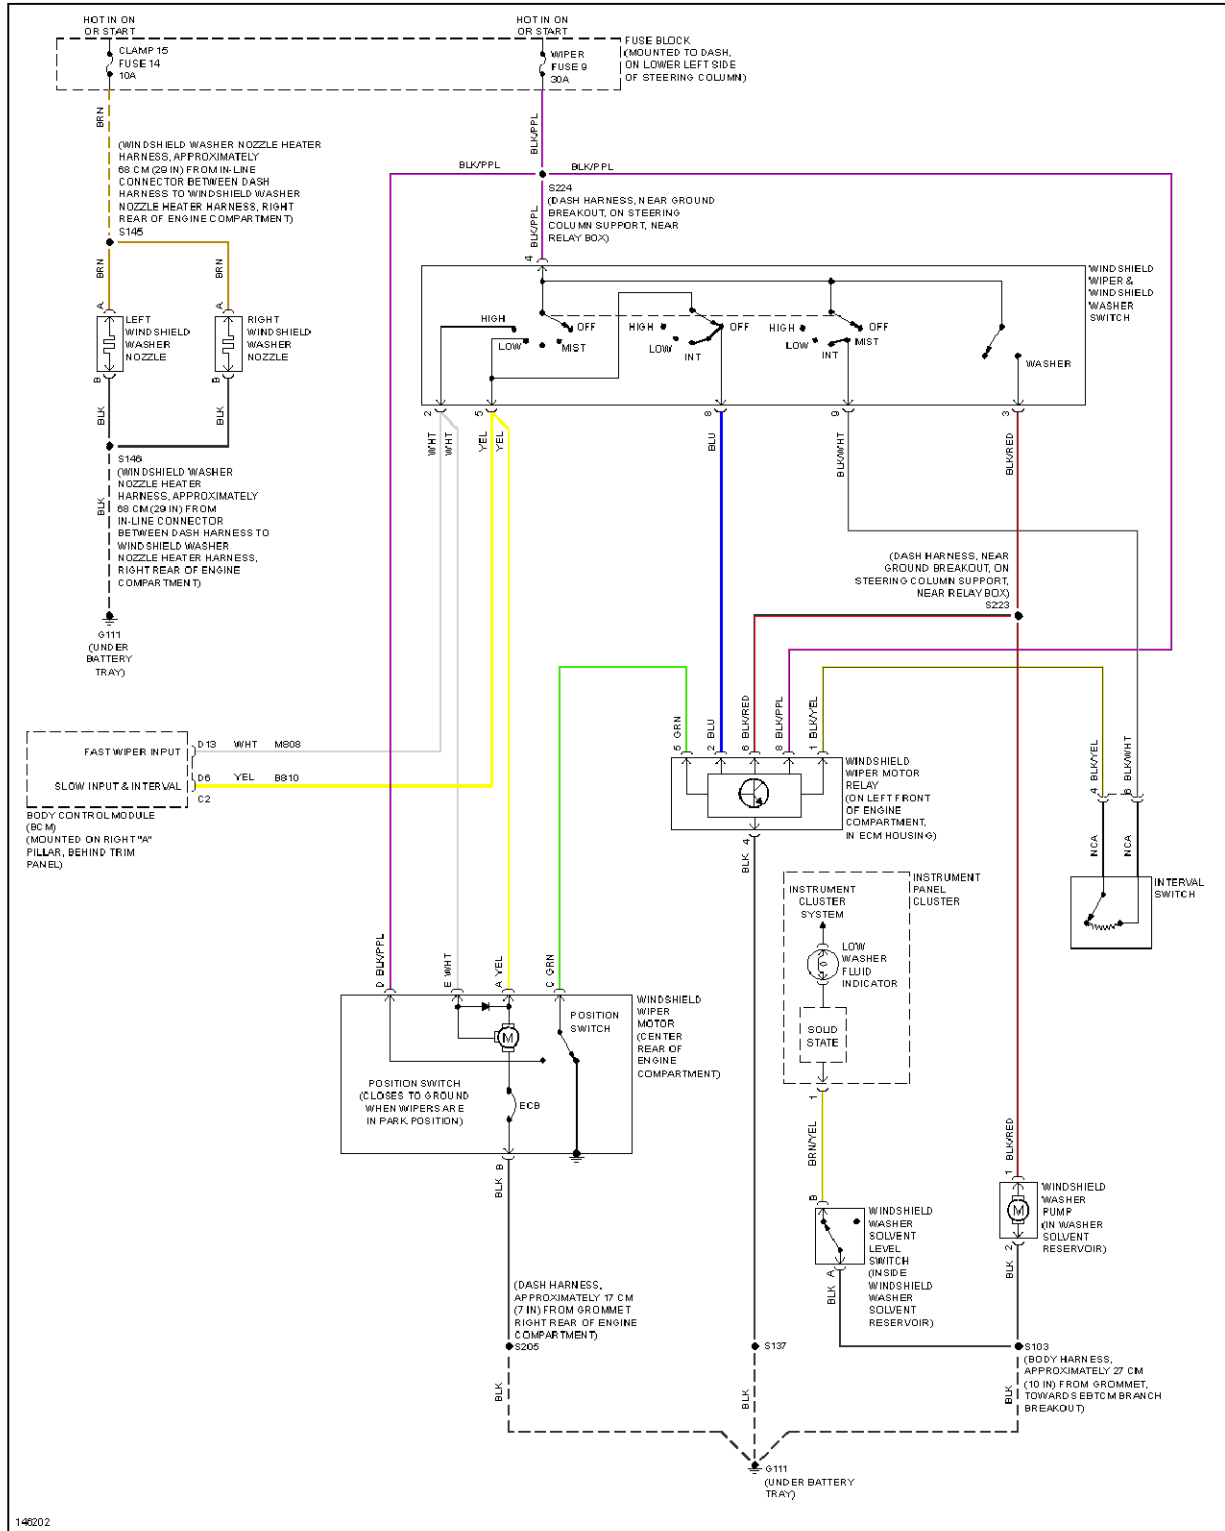 HOT IN ON
OR START
HOT IN ON
OR START
CLAMP 15
FUSE 14
10A
WIPER
FUSE 9
30A
FUSE BLOCK
(MOUNTED TO DASH,
ON LOWER LEFT SIDE
OF STEERING COLUMN)
BRN
BLK/PPL
(WINDSHIELD WASHER NOZZLE HEATER
HARNESS, APPROXIMATELY
68 CM (29 IN) FROM IN-LINE
CONNECTOR BETWEEN DASH
HARNESS TO WINDSHIELD WASHER
NOZZLE HEATER HARNESS, RIGHT
REAR OF ENGINE COMPARTMENT)
S145
BLK/PPL
BLK/PPL
S224
(DASH HARNESS, NEAR GROUND
BREAKOUT, ON STEERING
COLUMN SUPPORT, NEAR
RELAY BOX)
BLK/PPL
4
BRN
BRN
A
A
LEFT
WINDSHIELD
WASHER
NOZZLE
RIGHT
WINDSHIELD
WASHER
NOZZLE
B
B
BLK
BLK
WINDSHIELD
WIPER &
WINDSHIELD
WASHER
SWITCH
HIGH
LOW
MIST
OFF
HIGH
LOW
INT
OFF
HIGH
LOW
INT
MIST
OFF
WASHER
2
5
8
9
3
WHT
WHT
YEL
YEL
BLU
BLK/WHT
BLK/RED
S146
(WINDSHIELD WASHER
NOZZLE HEATER
HARNESS, APPROXIMATELY
68 CM (29 IN) FROM
IN-LINE CONNECTOR
BETWEEN DASH HARNESS TO
WINDSHIELD WASHER
NOZZLE HEATER HARNESS,
RIGHT REAR OF ENGINE
COMPARTMENT)
BLK
G111
(UNDER
BATTERY
TRAY)
(DASH HARNESS, NEAR
GROUND BREAKOUT, ON
STEERING COLUMN SUPPORT,
NEAR RELAY BOX)
S223
FAST WIPER INPUT
D13 WHT M808
SLOW INPUT & INTERVAL
D6 YEL B810
C2
BODY CONTROL MODULE
(BCM)
(MOUNTED ON RIGHT "A"
PILLAR, BEHIND TRIM
PANEL)
5 GRN
2 BLU
6 BLK/RED
8 BLK/PPL
1 BLK/YEL
WINDSHIELD
WIPER MOTOR
RELAY
(ON LEFT FRONT
OF ENGINE
COMPARTMENT,
IN ECM HOUSING)
4
BLK
4 BLK/YEL
6 BLK/WHT
NCA
NCA
INTERVAL
SWITCH
INSTRUMENT
CLUSTER
SYSTEM
INSTRUMENT
PANEL
CLUSTER
LOW
WASHER
FLUID
INDICATOR
SOLID
STATE
1
BRN/YEL
B
D BLK/PPL
E WHT
A YEL
C GRN
WINDSHIELD
WIPER
MOTOR
(CENTER
REAR OF
ENGINE
COMPARTMENT)
POSITION
SWITCH
M
POSITION SWITCH
(CLOSES TO GROUND
WHEN WIPERS ARE
IN PARK POSITION)
ECB
B
BLK
WINDSHIELD
WASHER
SOLVENT
LEVEL
SWITCH
(INSIDE
WINDSHIELD
WASHER
SOLVENT
RESERVOIR)
A
BLK
BLK/RED
1
M
WINDSHIELD
WASHER
PUMP
(IN WASHER
SOLVENT
RESERVOIR)
2
BLK
(DASH HARNESS,
APPROXIMATELY 17 CM
(7 IN) FROM GROMMET
RIGHT REAR OF ENGINE
COMPARTMENT)
S205
S137
S103
(BODY HARNESS,
APPROXIMATELY 27 CM
(10 IN) FROM GROMMET,
TOWARDS EBTCM BRANCH
BREAKOUT)
BLK
BLK
BLK
G111
(UNDER BATTERY
TRAY)
146202